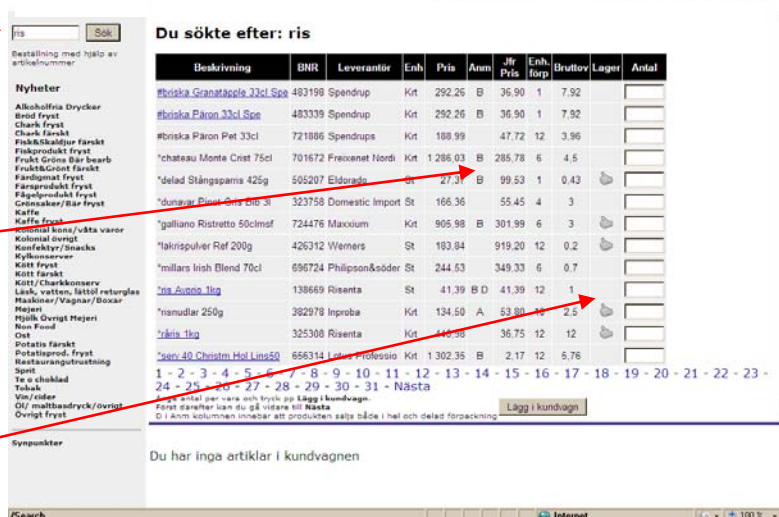 ris Sök
Beställning med hjälp av
artikelnummer
Nyheter
Alkoholfria Drycker
Bröd fryst
Chark fryst
Chark färskt
Fisk&Skaldjur färskt
Fiskprodukt fryst
Frukt Gröns Bär bearb
Frukt&Grönt färskt
Färdigmat fryst
Färsprodukt fryst
Fågelprodukt fryst
Grönsaker/Bär fryst
Kaffe
Kaffe fryst
Kolonial kons/våta varor
Kolonial övrigt
Konfektyr/Snacks
Kylkonserver
Kött fryst
Kött färskt
Kött/Charkkonserv
Läsk, vatten, lättöl returglas
Maskiner/Vagnar/Boxar
Mejeri
Mjölk Övrigt Mejeri
Non Food
Ost
Potatis färskt
Potatisprod. fryst
Restaurangutrustning
Sprit
Te o choklad
Tobak
Vin/cider
Öl/ maltbasdryck/övrigt
Övrigt fryst
Synpunkter
Du sökte efter: ris
Beskrivning BNR Leverantör Enh Pris Anm Jfr Pris Enh. förp Bruttov Lager Antal
#briska Granatäpple 33cl Spe 483198 Spendrup Krt 292,26 B 36,90 1 7,92
#briska Päron 33cl Spe 483339 Spendrup Krt 292,26 B 36,90 1 7,92
#briska Päron Pet 33cl 721886 Spendrups Krt 188,99 47,72 12 3,96
*chateau Monte Crist 75cl 701672 Freixenet Nordi Krt 1 286,03 B 285,78 6 4,5
*delad Stångsparris 425g 505207 Eldorado St 27,31 B 99,53 1 0,43
*dunavar Pinot Gris Bib 3l 323758 Domestic Import St 166,36 55,45 4 3
*galliano Ristretto 50clmsf 724476 Maxxium Krt 905,98 B 301,99 6 3
*lakrispulver Ref 200g 426312 Werners St 183,84 919,20 12 0,2
*millars Irish Blend 70cl 696724 Philipson&söder St 244,53 349,33 6 0,7
*ris Avorio 1kg 138669 Risenta St 41,39 B D 41,39 12 1
*risnudlar 250g 382978 Inproba Krt 134,50 A 53,80 2,5
*råris 1kg 325308 Risenta Krt 36,75 12 12
*serv 40 Christm Hol Lins50 656314 Lotus Professio Krt 1 302,35 B 2,17 12 5,76
1 - 2 - 3 - 4 - 5 - 6 - 7 - 8 - 9 - 10 - 11 - 12 - 13 - 14 - 15 - 16 - 17 - 18 - 19 - 20 - 21 - 22 - 23 -
24 - 25 - 26 - 27 - 28 - 29 - 30 - 31 - Nästa
Ange antal per vara och tryck på Lägg i kundvagn.
Först därefter kan du gå vidare till Nästa
D i Anm kolumnen innebär att produkten säljs både i hel och delad förpackning
Lägg i kundvagn
Du har inga artiklar i kundvagnen
/Search Internet 100 %